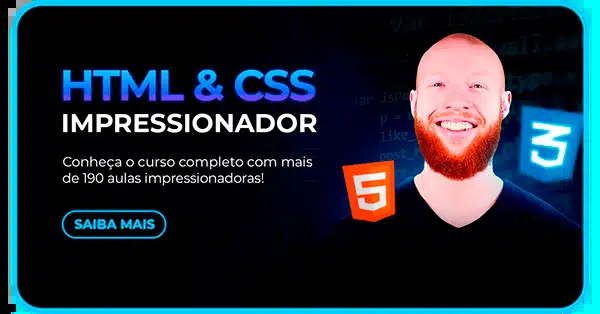 HTML & CSS
IMPRESSIONADOR
Conheça o curso completo com mais
de 190 aulas impressionadoras!
SAIBA MAIS
5
3